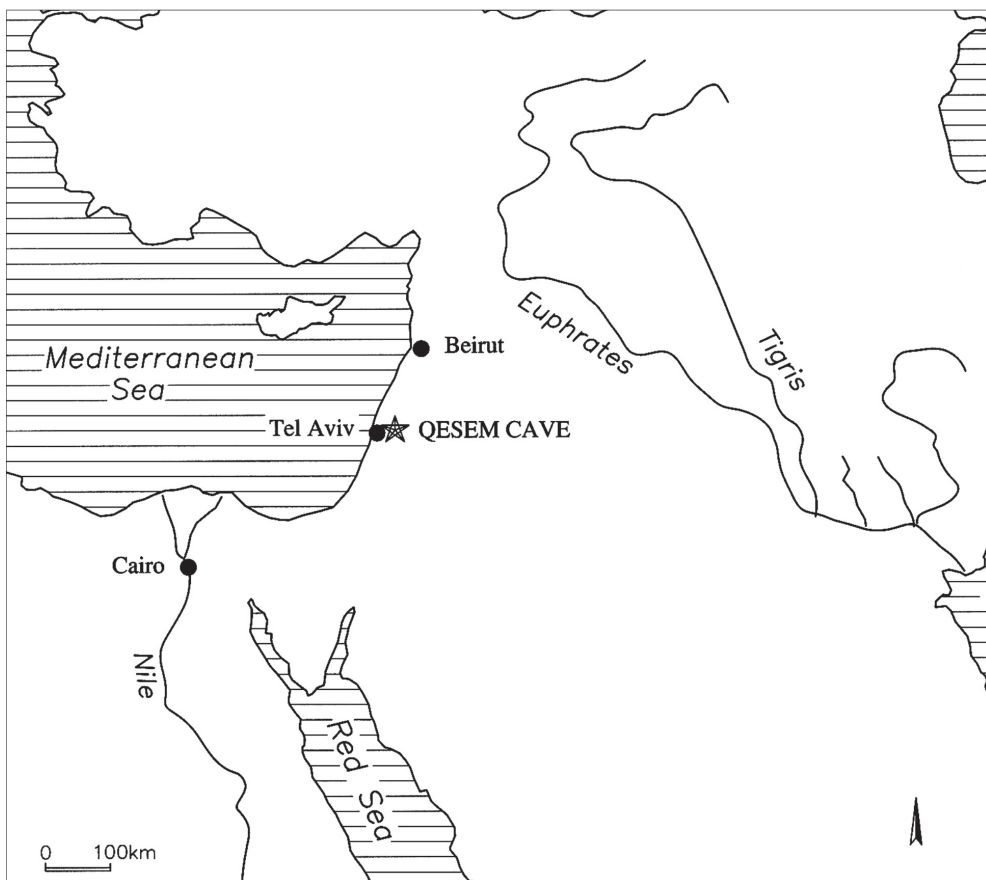 Mediterranean
Sea
Euphrates
Tigris
Beirut
Tel Aviv
QESEM CAVE
Cairo
Nile
Red Sea
0 100km